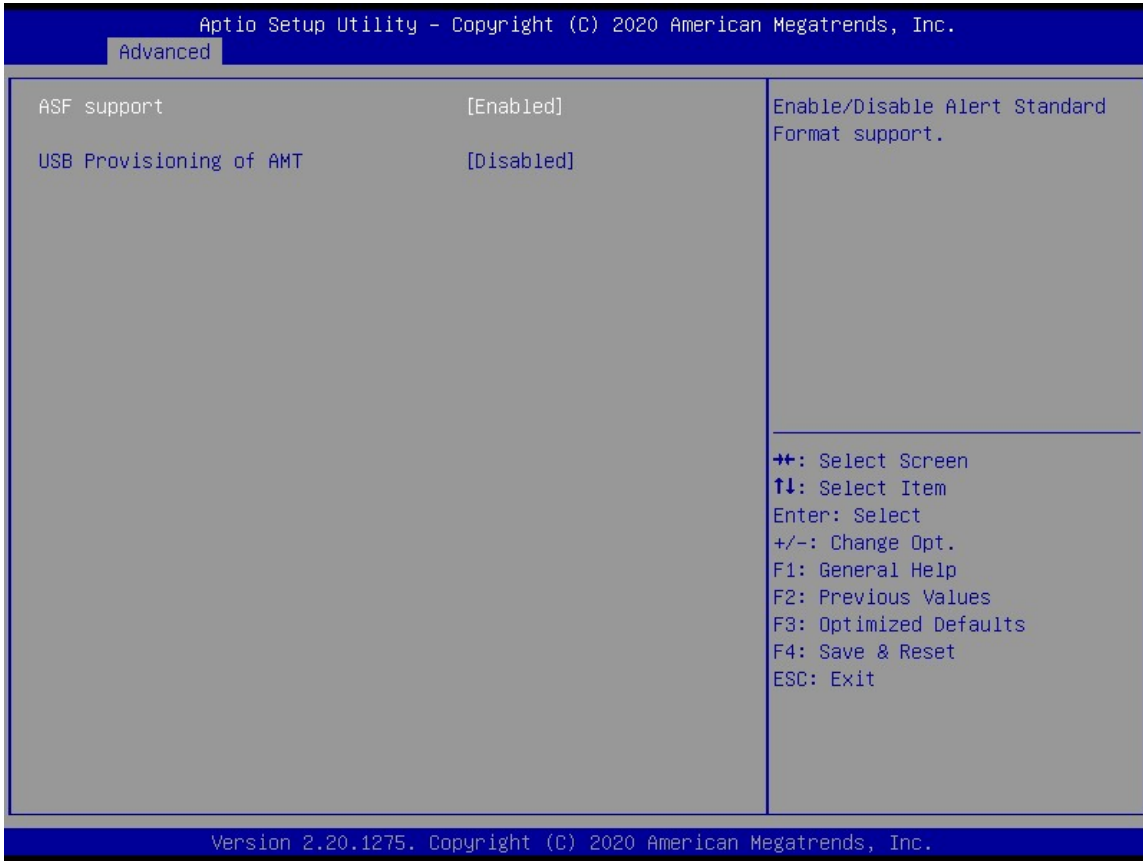 Aptio Setup Utility – Copyright (C) 2020 American Megatrends, Inc.
Advanced
ASF support [Enabled]
USB Provisioning of AMT [Disabled]
Enable/Disable Alert Standard
Format support.
→←: Select Screen
↑↓: Select Item
Enter: Select
+/-: Change Opt.
F1: General Help
F2: Previous Values
F3: Optimized Defaults
F4: Save & Reset
ESC: Exit
Version 2.20.1275. Copyright (C) 2020 American Megatrends, Inc.